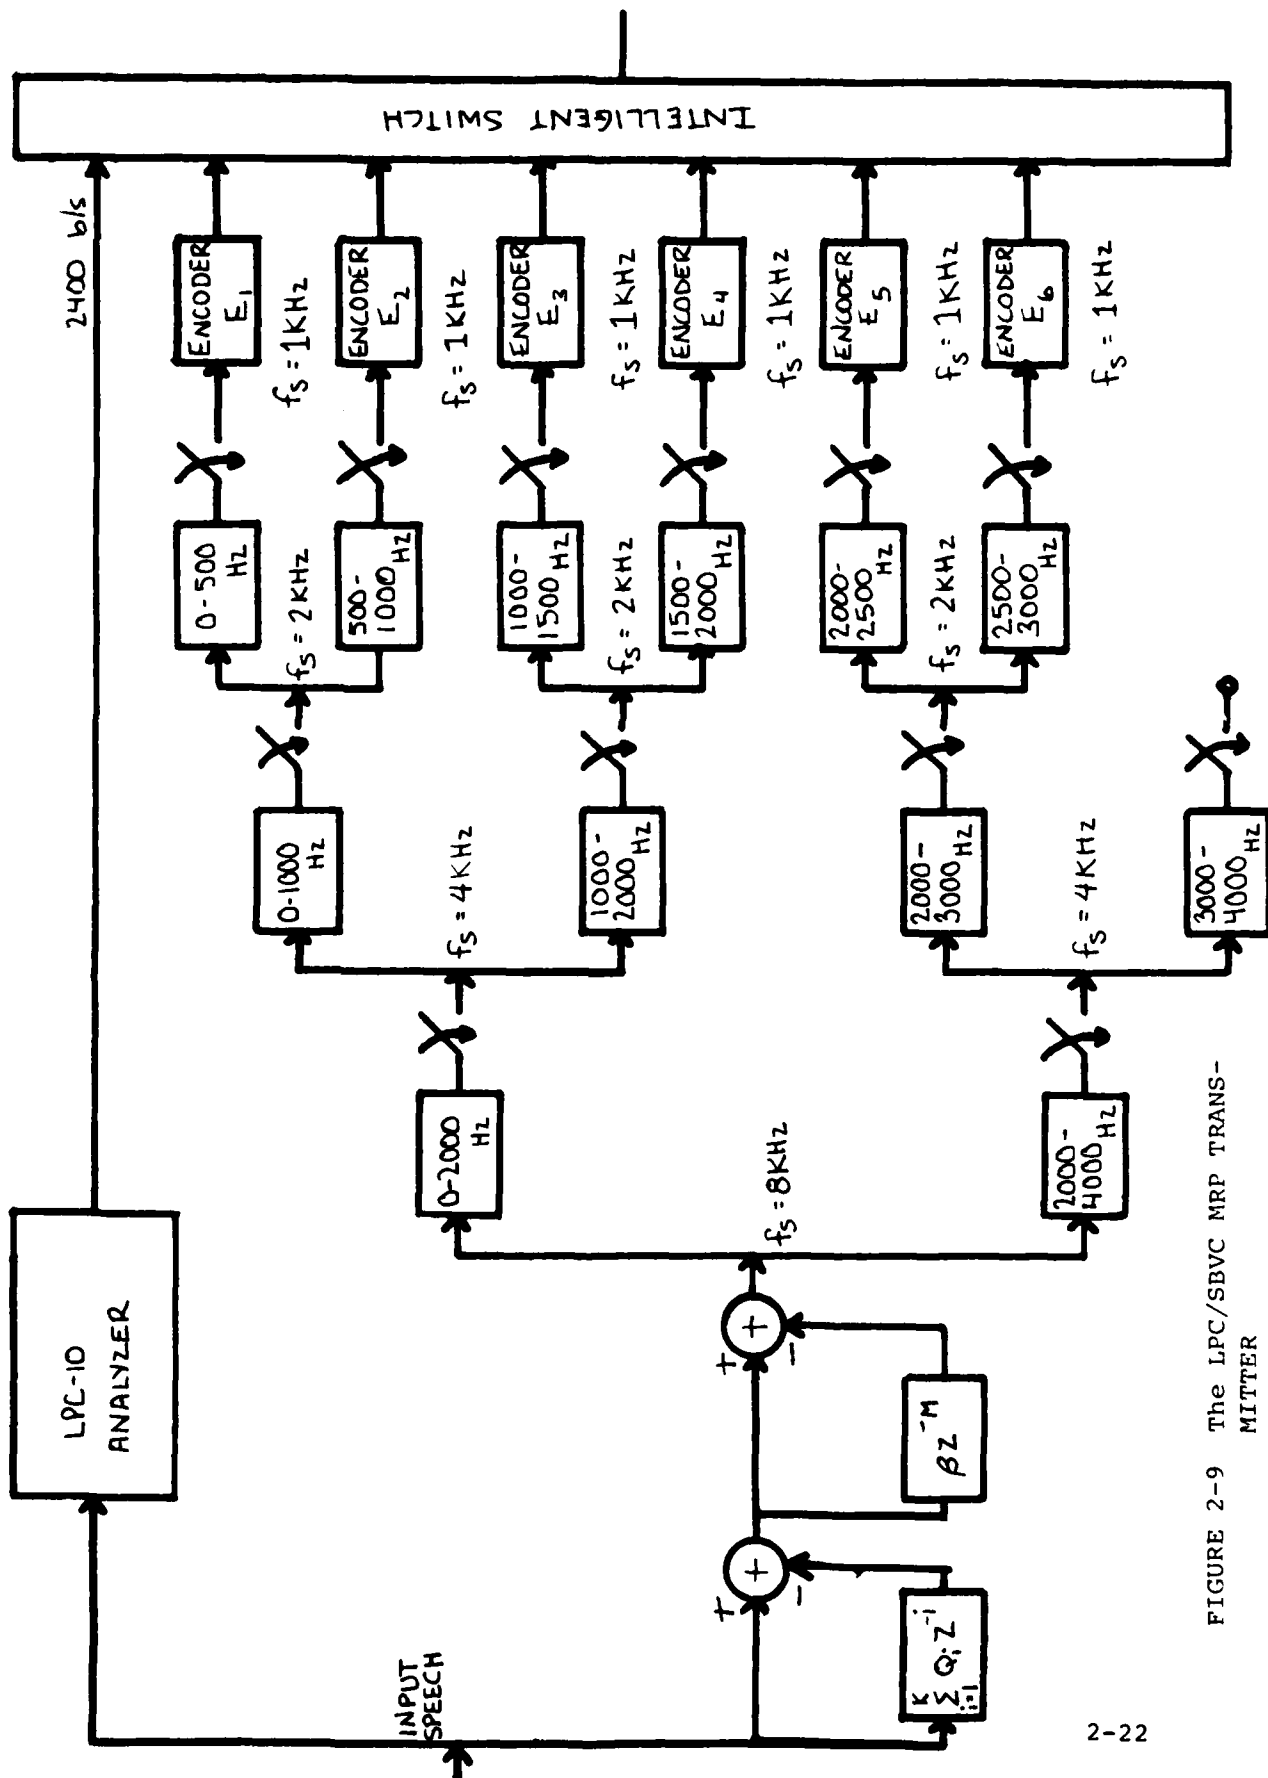 INPUT
SPEECH
LPC-10
ANALYZER
2400 b/s
K
Σ Qᵢ Z⁻ⁱ
i=1
+
-
+
βZ⁻ᴹ
+
-
+
fs = 8KHz
0-2000
Hz
2000-
4000 Hz
fs = 4KHz
fs = 4KHz
0-1000
Hz
1000-
2000 Hz
2000-
3000 Hz
3000-
4000 Hz
fs = 2KHz
fs = 2KHz
fs = 2KHz
0-500
Hz
500-
1000 Hz
1000-
1500 Hz
1500-
2000 Hz
2000-
2500 Hz
2500-
3000 Hz
fs = 1KHz
fs = 1KHz
fs = 1KHz
fs = 1KHz
fs = 1KHz
fs = 1KHz
ENCODER
E1
ENCODER
E2
ENCODER
E3
ENCODER
E4
ENCODER
E5
ENCODER
E6
INTELLIGENT SWITCH
FIGURE 2-9 The LPC/SBVC MRP TRANS-
MITTER
2-22